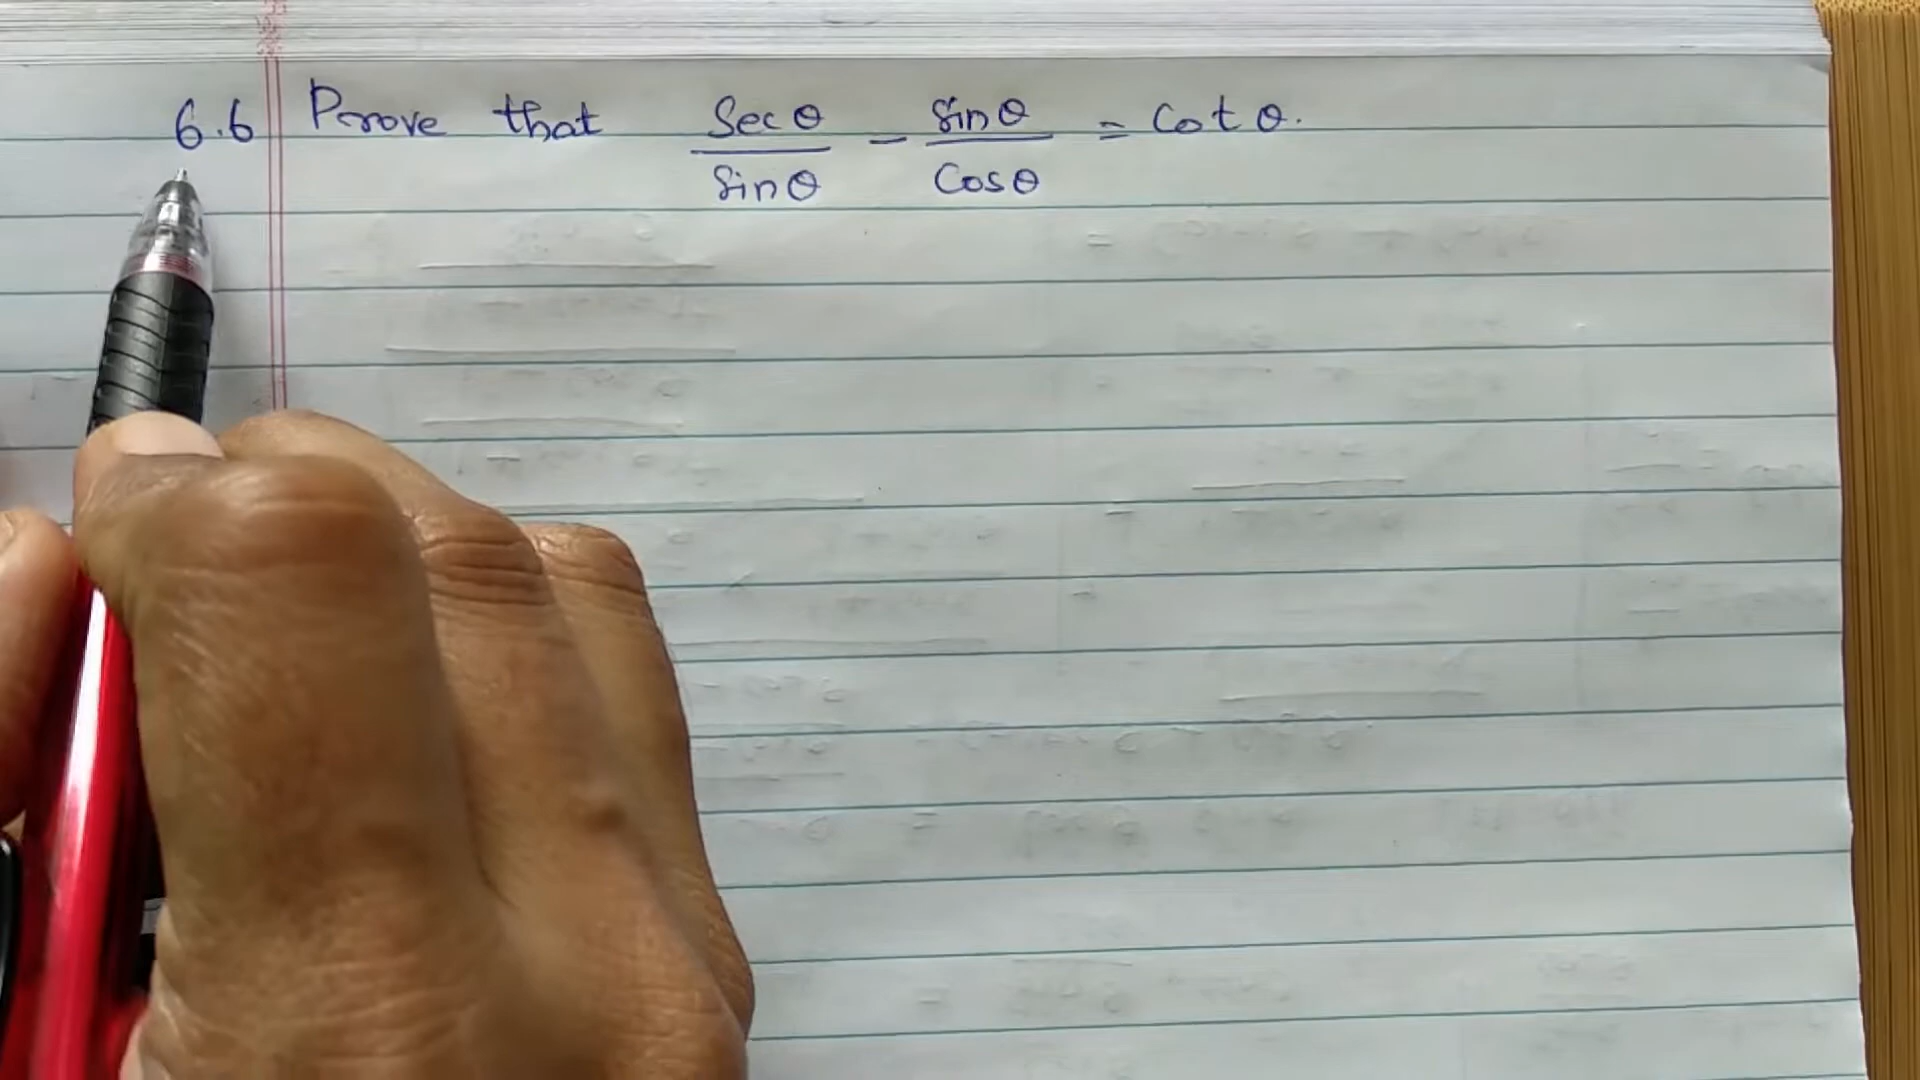 6.6 Prove that secθ/sinθ - sinθ/cosθ = cotθ.